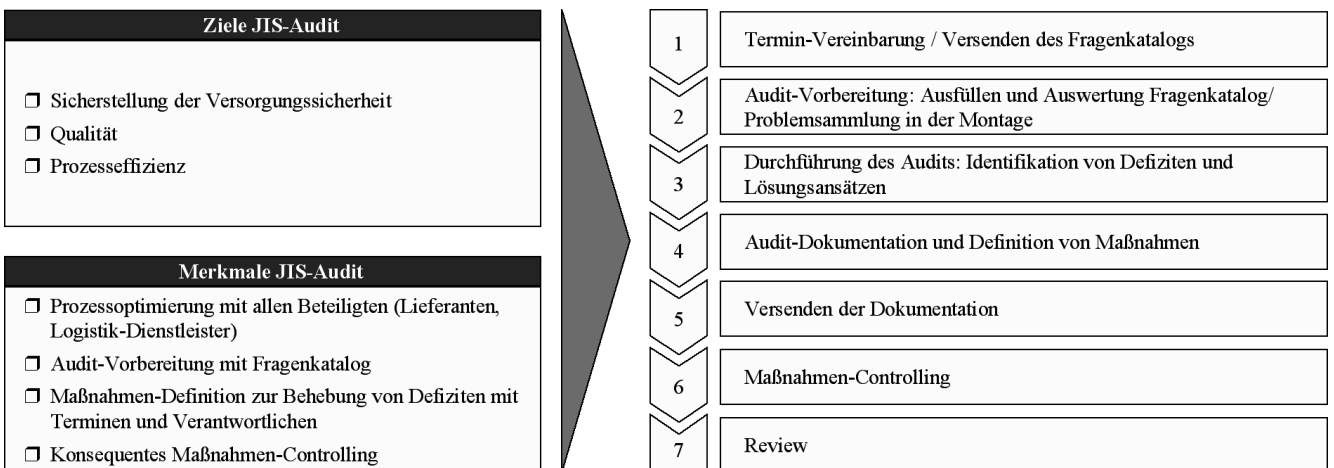 Ziele JIS-Audit
Sicherstellung der Versorgungssicherheit
Qualität
Prozesseffizienz
Merkmale JIS-Audit
Prozessoptimierung mit allen Beteiligten (Lieferanten,
Logistik-Dienstleister)
Audit-Vorbereitung mit Fragenkatalog
Maßnahmen-Definition zur Behebung von Defiziten mit
Terminen und Verantwortlichen
Konsequentes Maßnahmen-Controlling
1
Termin-Vereinbarung / Versenden des Fragenkatalogs
2
Audit-Vorbereitung: Ausfüllen und Auswertung Fragenkatalog/
Problemsammlung in der Montage
3
Durchführung des Audits: Identifikation von Defiziten und
Lösungsansätzen
4
Audit-Dokumentation und Definition von Maßnahmen
5
Versenden der Dokumentation
6
Maßnahmen-Controlling
7
Review